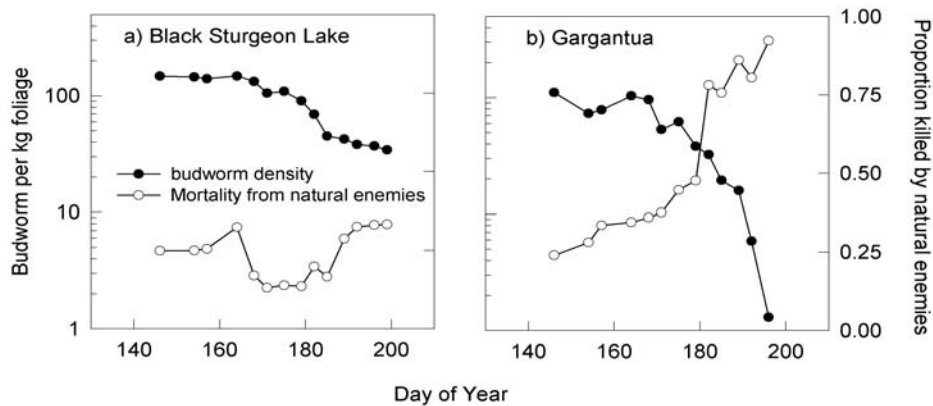 a) Black Sturgeon Lake
b) Gargantua
Budworm per kg foliage
100
10
1
budworm density
Mortality from natural enemies
140
160
180
200
140
160
180
200
1.00
0.75
0.50
0.25
0.00
Proportion killed by natural enemies
Day of Year